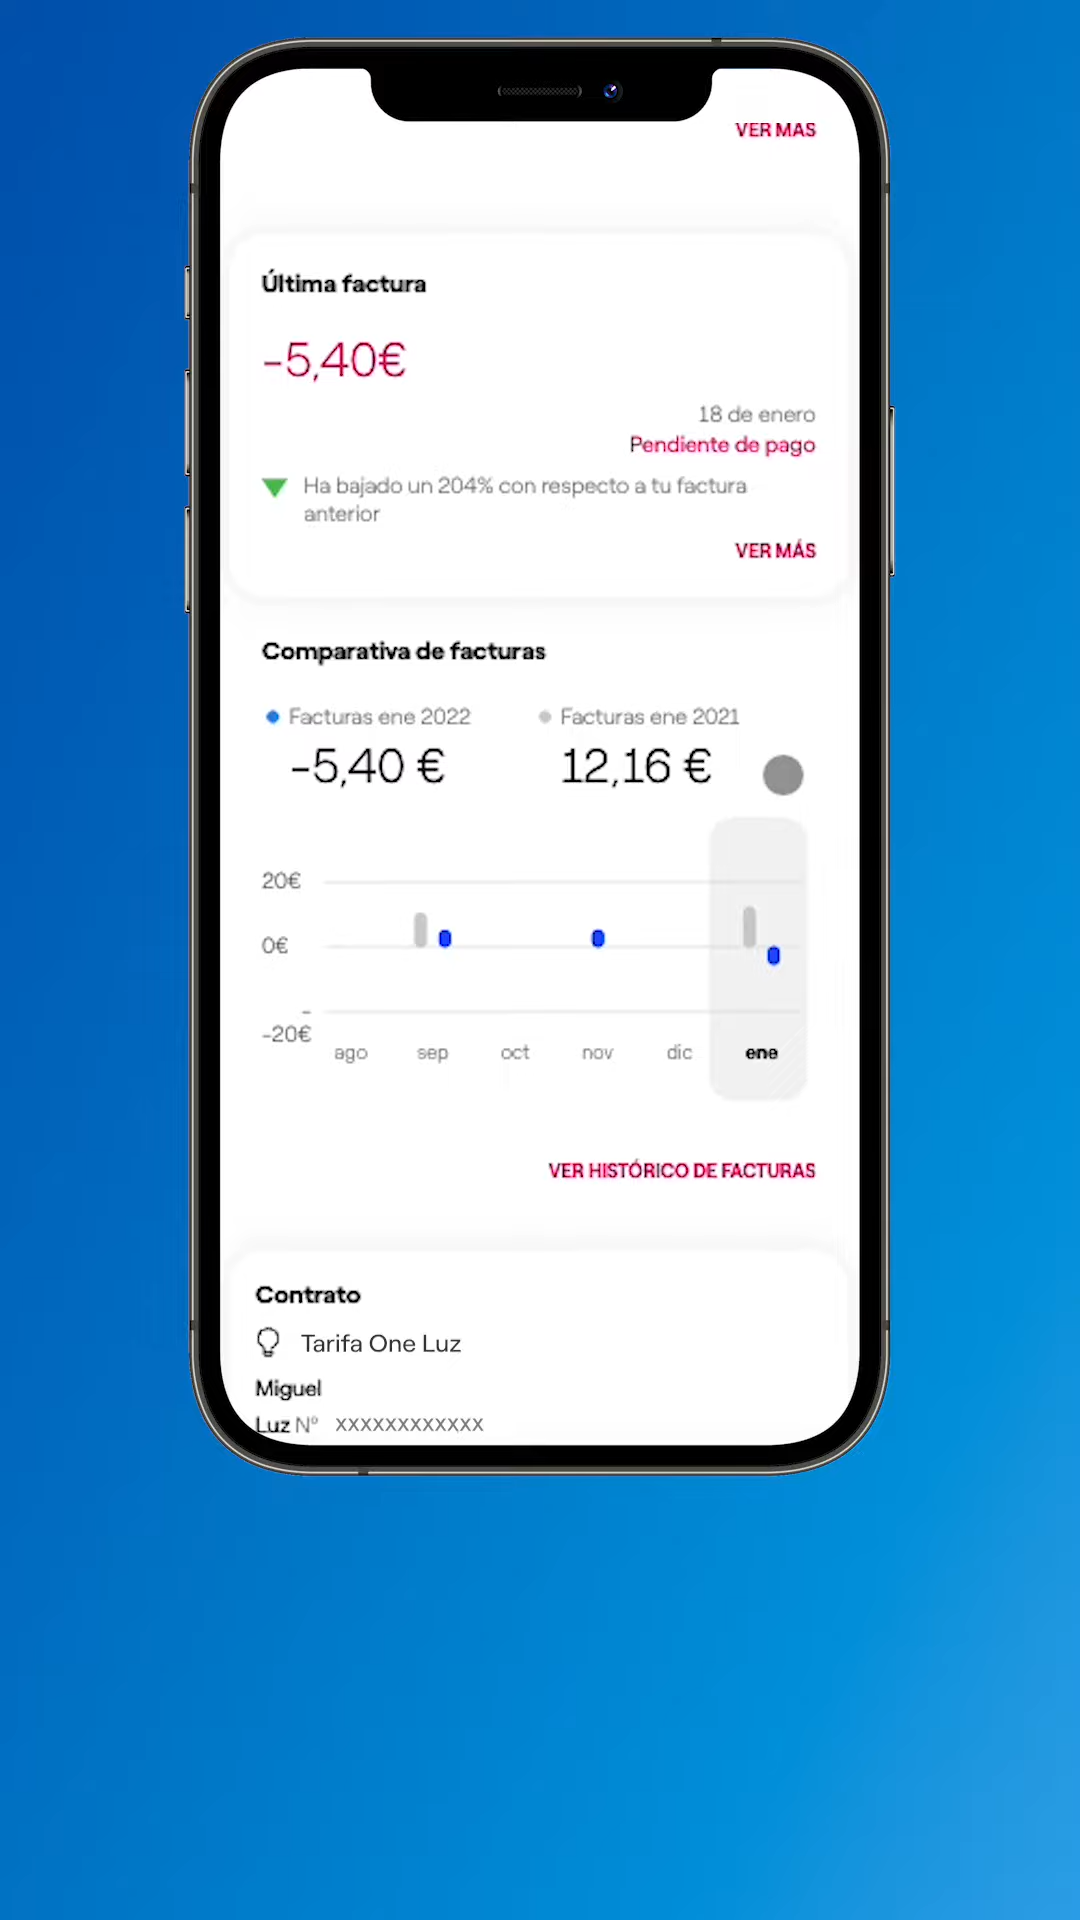 VER MAS
Última factura
-5,40€
18 de enero
Pendiente de pago
Ha bajado un 204% con respecto a tu factura
anterior
VER MÁS
Comparativa de facturas
Facturas ene 2022
Facturas ene 2021
-5,40 €
12,16 €
20€
0€
-
-20€
ago sep oct nov dic ene
VER HISTÓRICO DE FACTURAS
Contrato
Tarifa One Luz
Miguel
Luz Nº XXXXXXXXXXXX